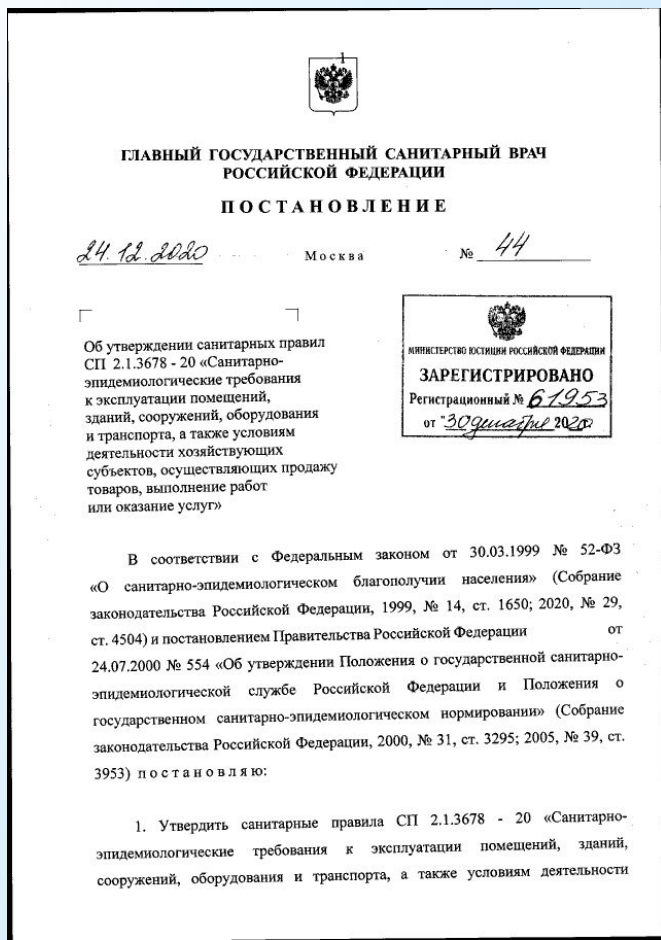 1
ГЛАВНЫЙ ГОСУДАРСТВЕННЫЙ САНИТАРНЫЙ ВРАЧ
РОССИЙСКОЙ ФЕДЕРАЦИИ
ПОСТАНОВЛЕНИЕ
24.12.2020 Москва № 44
Об утверждении санитарных правил
СП 2.1.3678 - 20 «Санитарно-
эпидемиологические требования
к эксплуатации помещений,
зданий, сооружений, оборудования
и транспорта, а также условиям
деятельности хозяйствующих
субъектов, осуществляющих продажу
товаров, выполнение работ
или оказание услуг»
МИНИСТЕРСТВО ЮСТИЦИИ РОССИЙСКОЙ ФЕДЕРАЦИИ
ЗАРЕГИСТРИРОВАНО
Регистрационный № 61953
от "30 декабря 2020
В соответствии с Федеральным законом от 30.03.1999 № 52-ФЗ
«О санитарно-эпидемиологическом благополучии населения» (Собрание
законодательства Российской Федерации, 1999, № 14, ст. 1650; 2020, № 29,
ст. 4504) и постановлением Правительства Российской Федерации от
24.07.2000 № 554 «Об утверждении Положения о государственной санитарно-
эпидемиологической службе Российской Федерации и Положения о
государственном санитарно-эпидемиологическом нормировании» (Собрание
законодательства Российской Федерации, 2000, № 31, ст. 3295; 2005, № 39, ст.
3953) постановляю:
1. Утвердить санитарные правила СП 2.1.3678 - 20 «Санитарно-
эпидемиологические требования к эксплуатации помещений, зданий,
сооружений, оборудования и транспорта, а также условиям деятельности